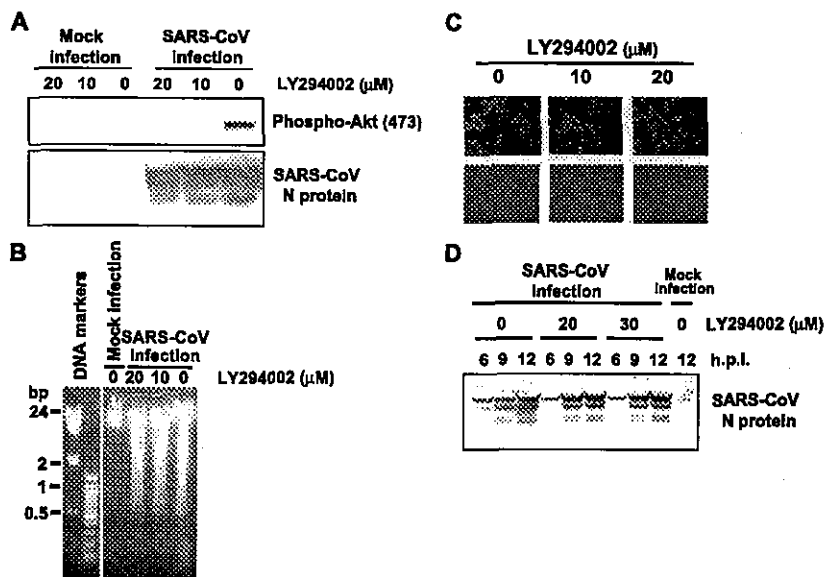 A
Mock infection
SARS-CoV infection
20 10 0 20 10 0 LY294002 (μM)
Phospho-Akt (473)
SARS-CoV
N protein
B
DNA markers
Mock infection
SARS-CoV
infection
0 20 10 0 LY294002 (μM)
bp
24
2
1
0.5
C
LY294002 (μM)
0 10 20
D
SARS-CoV
infection
Mock
infection
0 20 30 0 LY294002 (μM)
6 9 12 6 9 12 6 9 12 12 h.p.i.
SARS-CoV
N protein